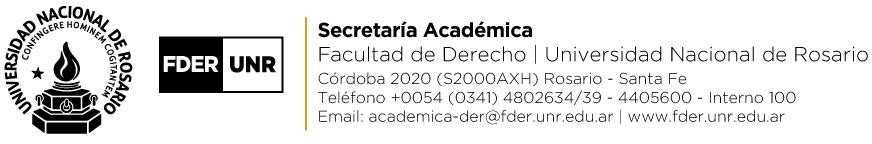 UNIVERSIDAD NACIONAL DE ROSARIO
CONFINGERE HOMINEM COGITANTEM
FDER UNR
Secretaría Académica
Facultad de Derecho | Universidad Nacional de Rosario
Córdoba 2020 (S2000AXH) Rosario - Santa Fe
Teléfono +0054 (0341) 4802634/39 - 4405600 - Interno 100
Email: academica-der@fder.unr.edu.ar | www.fder.unr.edu.ar